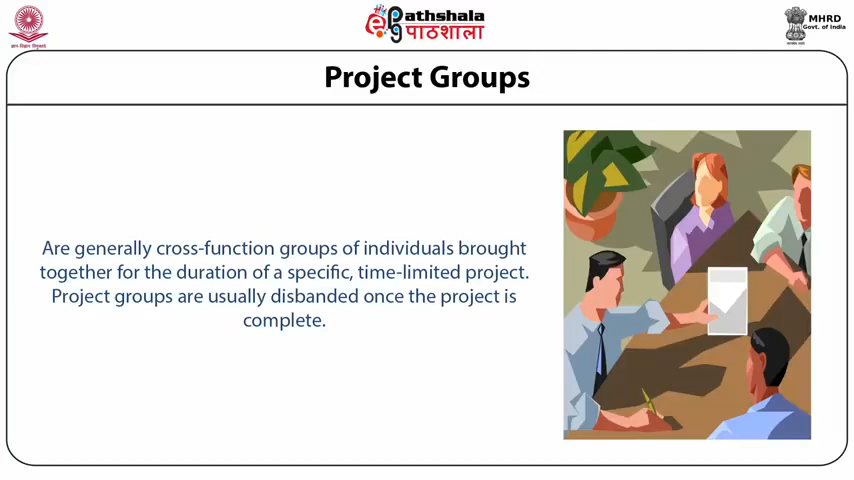 Pathshala
पाठशाला
MHRD
Govt. of India
Project Groups
Are generally cross-function groups of individuals brought
together for the duration of a specific, time-limited project.
Project groups are usually disbanded once the project is
complete.